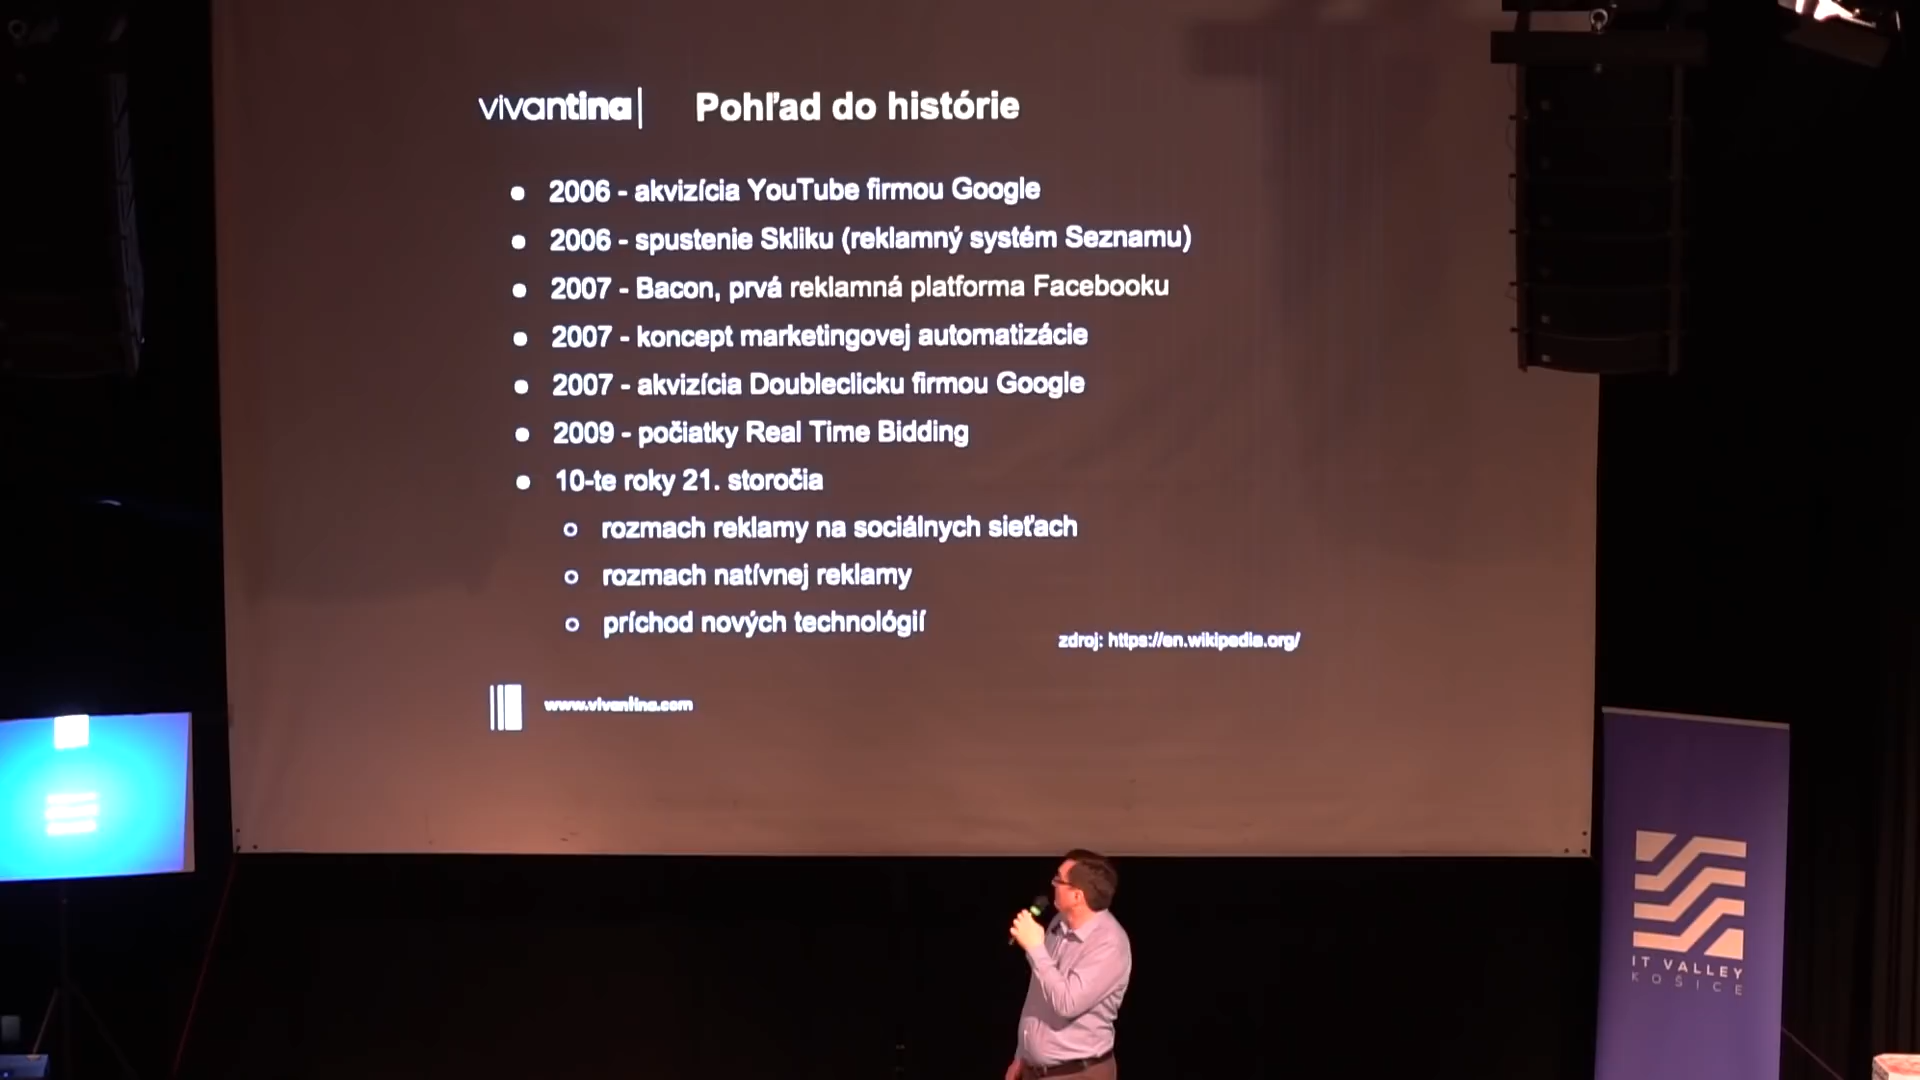 vivantina| Pohľad do histórie
2006 - akvizícia YouTube firmou Google
2006 - spustenie Skliku (reklamný systém Seznamu)
2007 - Bacon, prvá reklamná platforma Facebooku
2007 - koncept marketingovej automatizácie
2007 - akvizícia Doubleclicku firmou Google
2009 - počiatky Real Time Bidding
10-te roky 21. storočia
rozmach reklamy na sociálnych sieťach
rozmach natívnej reklamy
príchod nových technológií
zdroj: https://en.wikipedia.org/
www.vivantina.com
IT VALLEY
KOŠICE